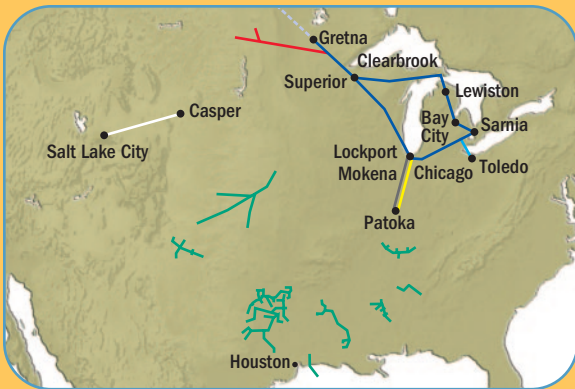 Gretna
Clearbrook
Superior
Lewiston
Casper
Bay
City
Sarnia
Salt Lake City
Lockport
Mokena
Chicago
Toledo
Patoka
Houston